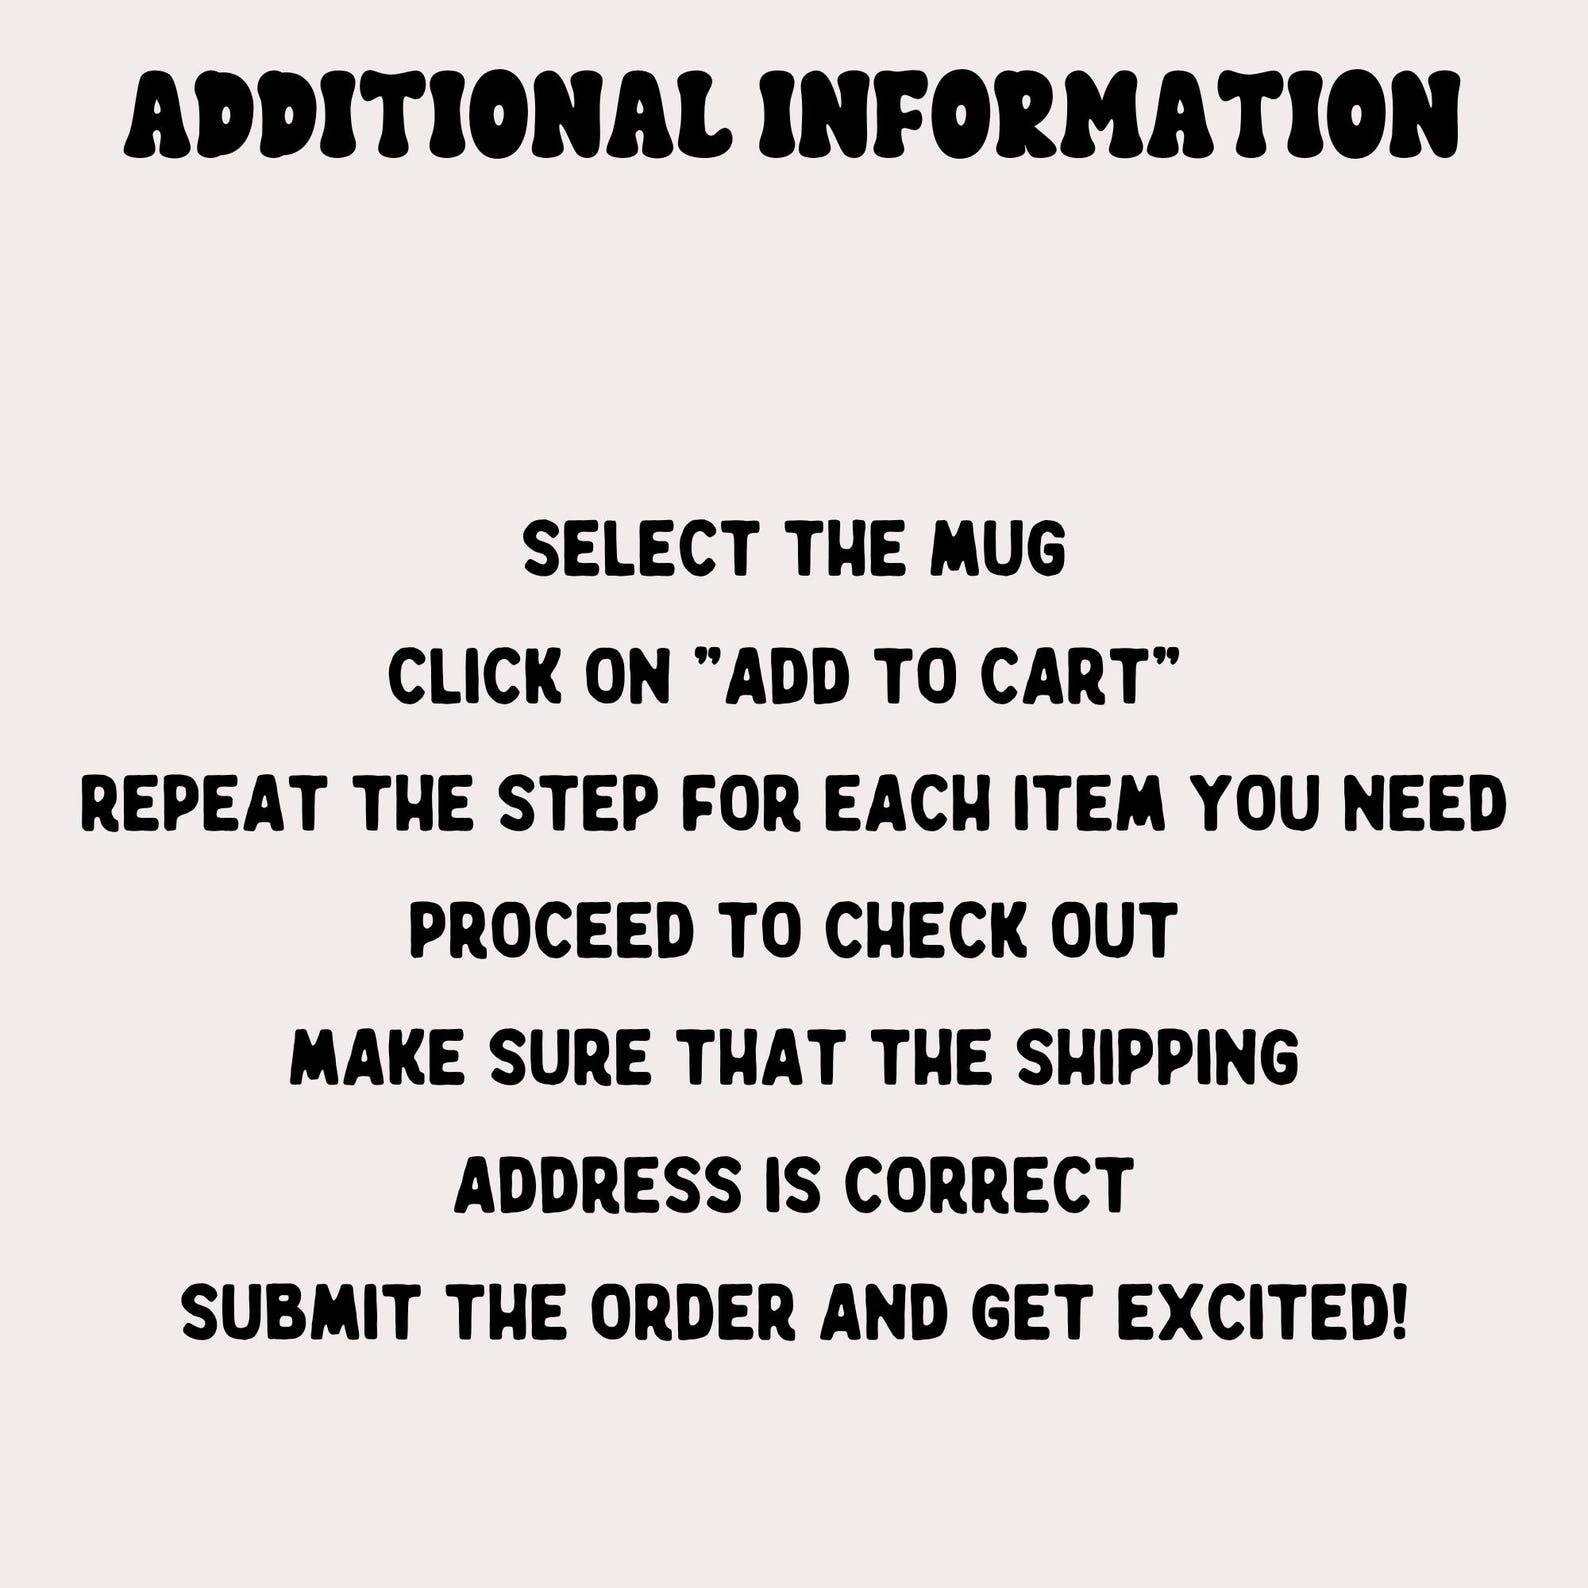 ADDITIONAL INFORMATION
SELECT THE MUG
CLICK ON ”ADD TO CART”
REPEAT THE STEP FOR EACH ITEM YOU NEED
PROCEED TO CHECK OUT
MAKE SURE THAT THE SHIPPING
ADDRESS IS CORRECT
SUBMIT THE ORDER AND GET EXCITED!